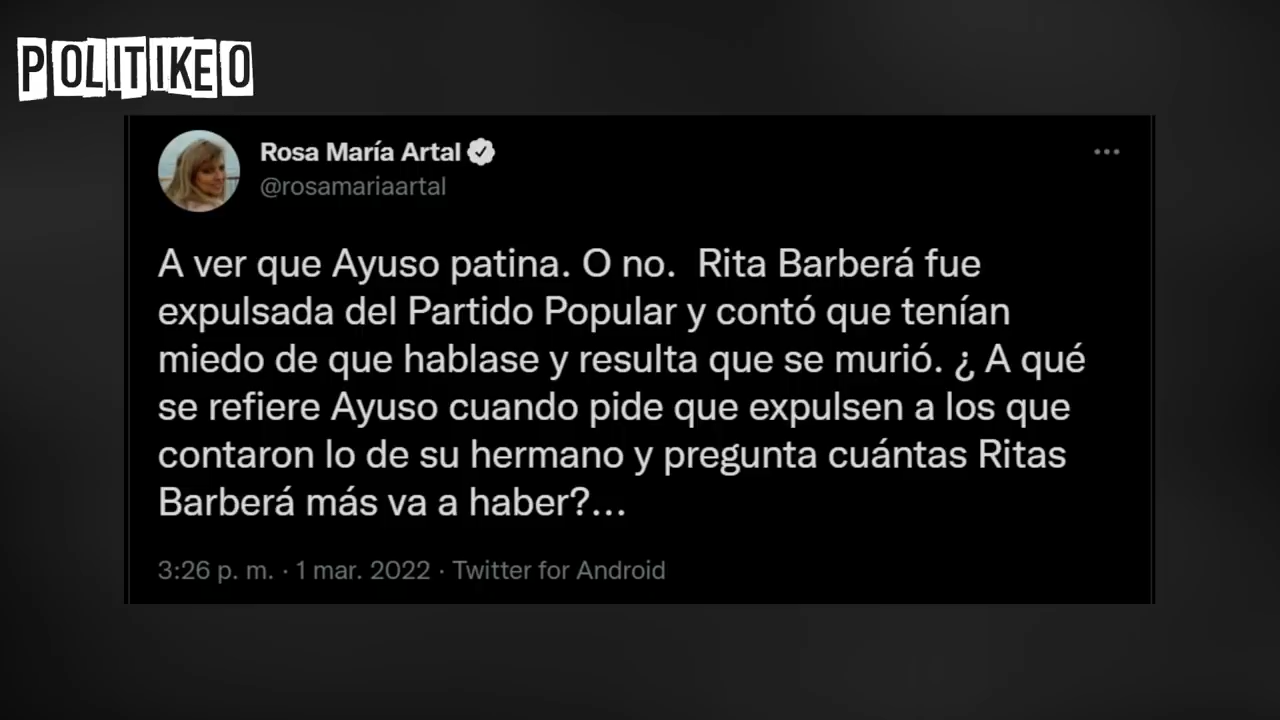 POLITIKEO
Rosa María Artal
@rosamariaartal
A ver que Ayuso patina. O no.  Rita Barberá fue
expulsada del Partido Popular y contó que tenían
miedo de que hablase y resulta que se murió. ¿ A qué
se refiere Ayuso cuando pide que expulsen a los que
contaron lo de su hermano y pregunta cuántas Ritas
Barberá más va a haber?...
3:26 p. m. · 1 mar. 2022 · Twitter for Android